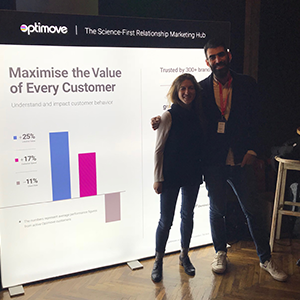 optimove | The Science-First Relationship Marketing Hub
Maximise the Value
of Every Customer
Understand and impact customer behavior
Trusted by 300+ bran
-25%
-17%
-11%